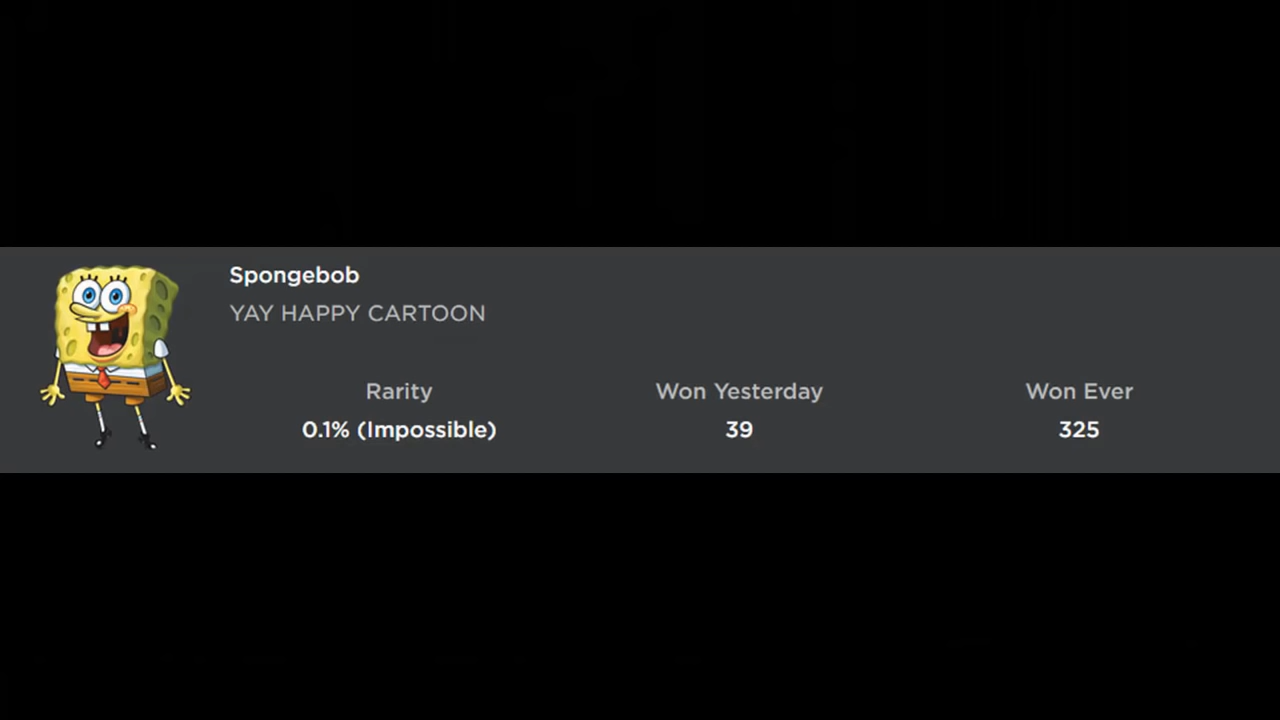 Spongebob
YAY HAPPY CARTOON
Rarity Won Yesterday Won Ever
0.1% (Impossible) 39 325